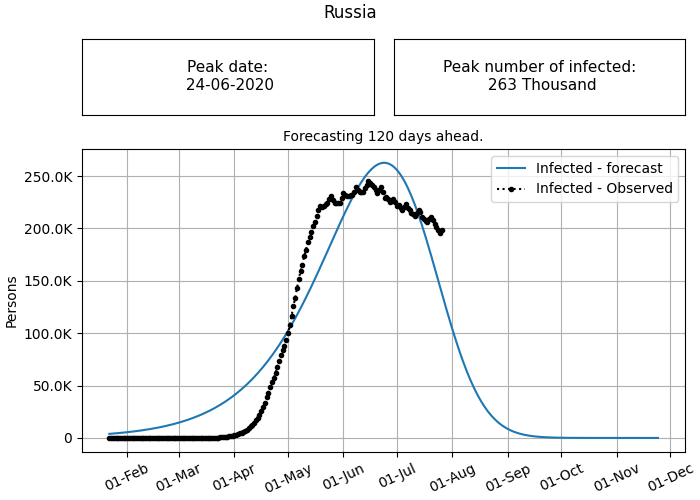 Russia
Peak date:
24-06-2020
Peak number of infected:
263 Thousand
Forecasting 120 days ahead.
Infected - forecast
Infected - Observed
250.0K
200.0K
150.0K
100.0K
50.0K
0
Persons
01-Feb
01-Mar
01-Apr
01-May
01-Jun
01-Jul
01-Aug
01-Sep
01-Oct
01-Nov
01-Dec